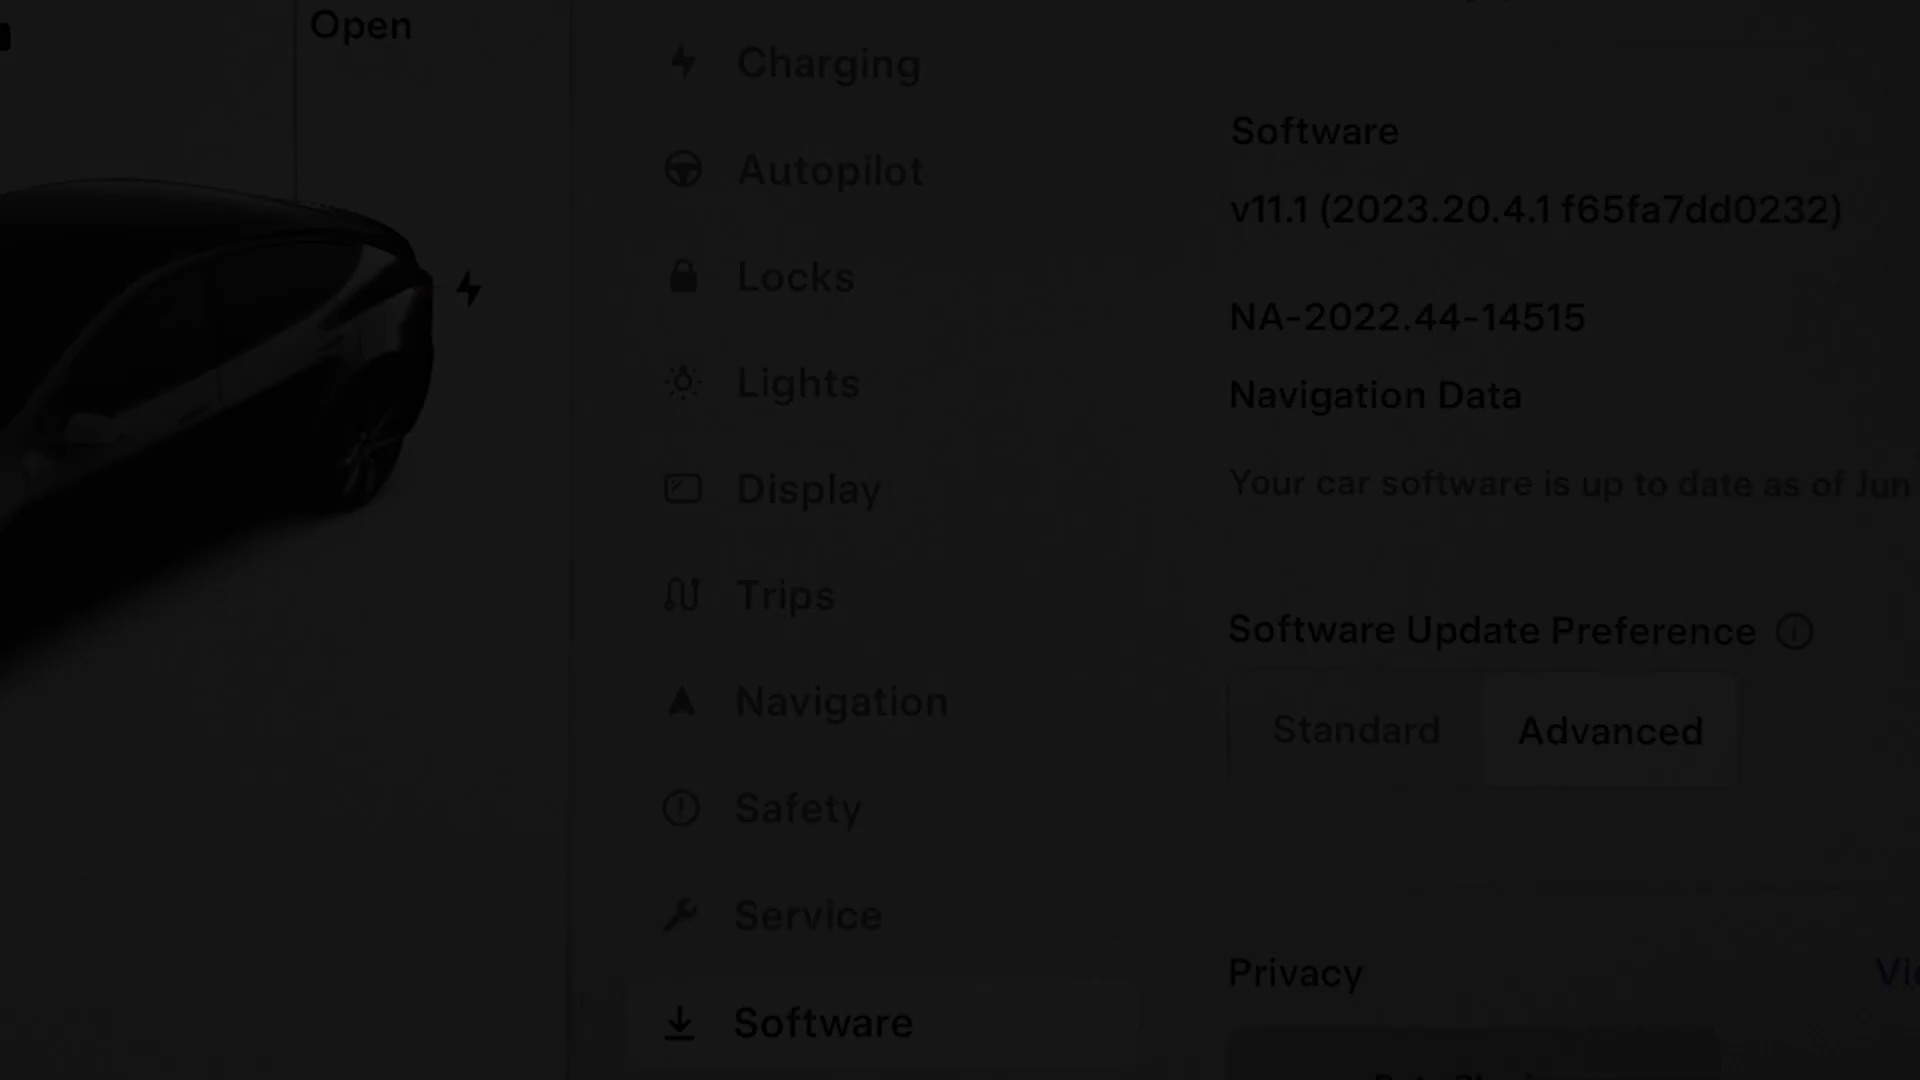 Open
Charging
Autopilot
Locks
Lights
Display
Trips
Navigation
Safety
Service
Software
Software
v11.1 (2023.20.4.1 f65fa7dd0232)
NA-2022.44-14515
Navigation Data
Your car software is up to date as of Jun
Software Update Preference
Standard
Advanced
Privacy